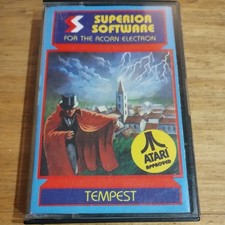 SUPERIOR
SOFTWARE
FOR THE ACORN ELECTRON
ATARI
APPROVED
TEMPEST